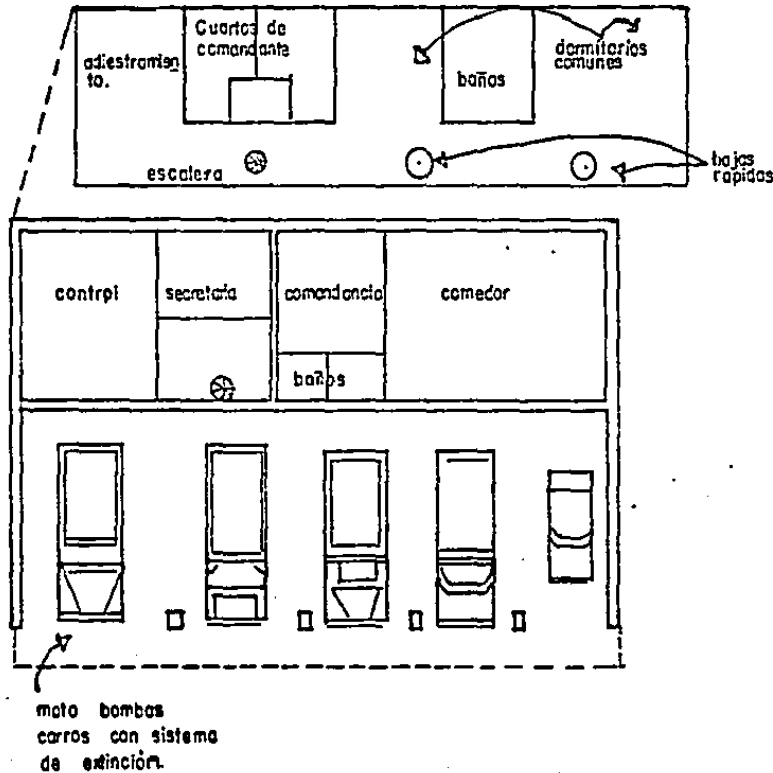 Cuartos de
comandante
adiestramien
to.
baños
dormitorios
comunes
escalera
bajas
rapidas
control
secretaria
comandancia
comedor
baños
moto bombas
carros con sistema
de extinción.